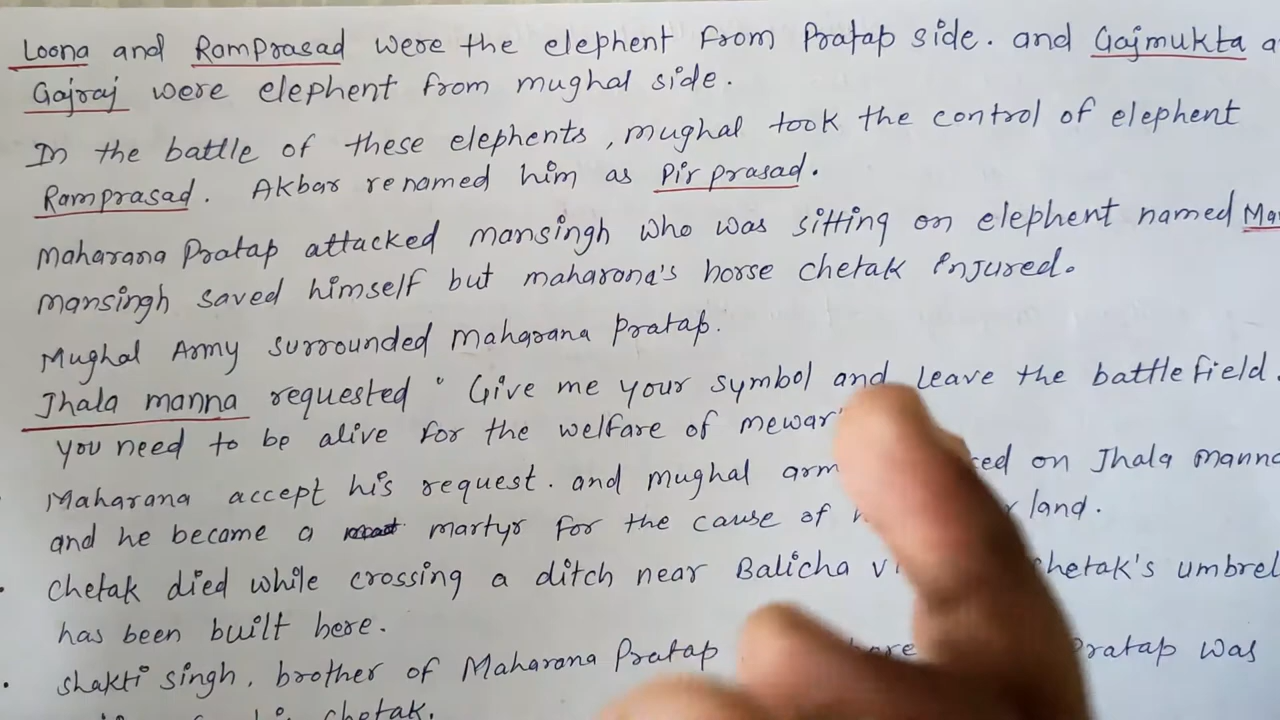 Loona and Ramprasad were the elephent from Pratap side. and Gajmukta
Gajraj were elephent from mughal side.
In the battle of these elephents, mughal took the control of elephent
Ramprasad. Akbar renamed him as Pirprasad.
Maharana Pratap attacked mansingh who was sitting on elephent named
mansingh saved himself but maharana's horse chetak injured.
Mughal Army surrounded maharana Pratap.
Jhala manna requested " Give me your symbol and leave the battlefield.
you need to be alive for the welfare of mewar"
Maharana accept his request. and mughal on Jhala manna
and he become a martyr for the cause of land.
chetak died while crossing a ditch near Balicha chetak's
has been built here.
shakti singh, brother of Maharana Pratap Pratap was
chetak.